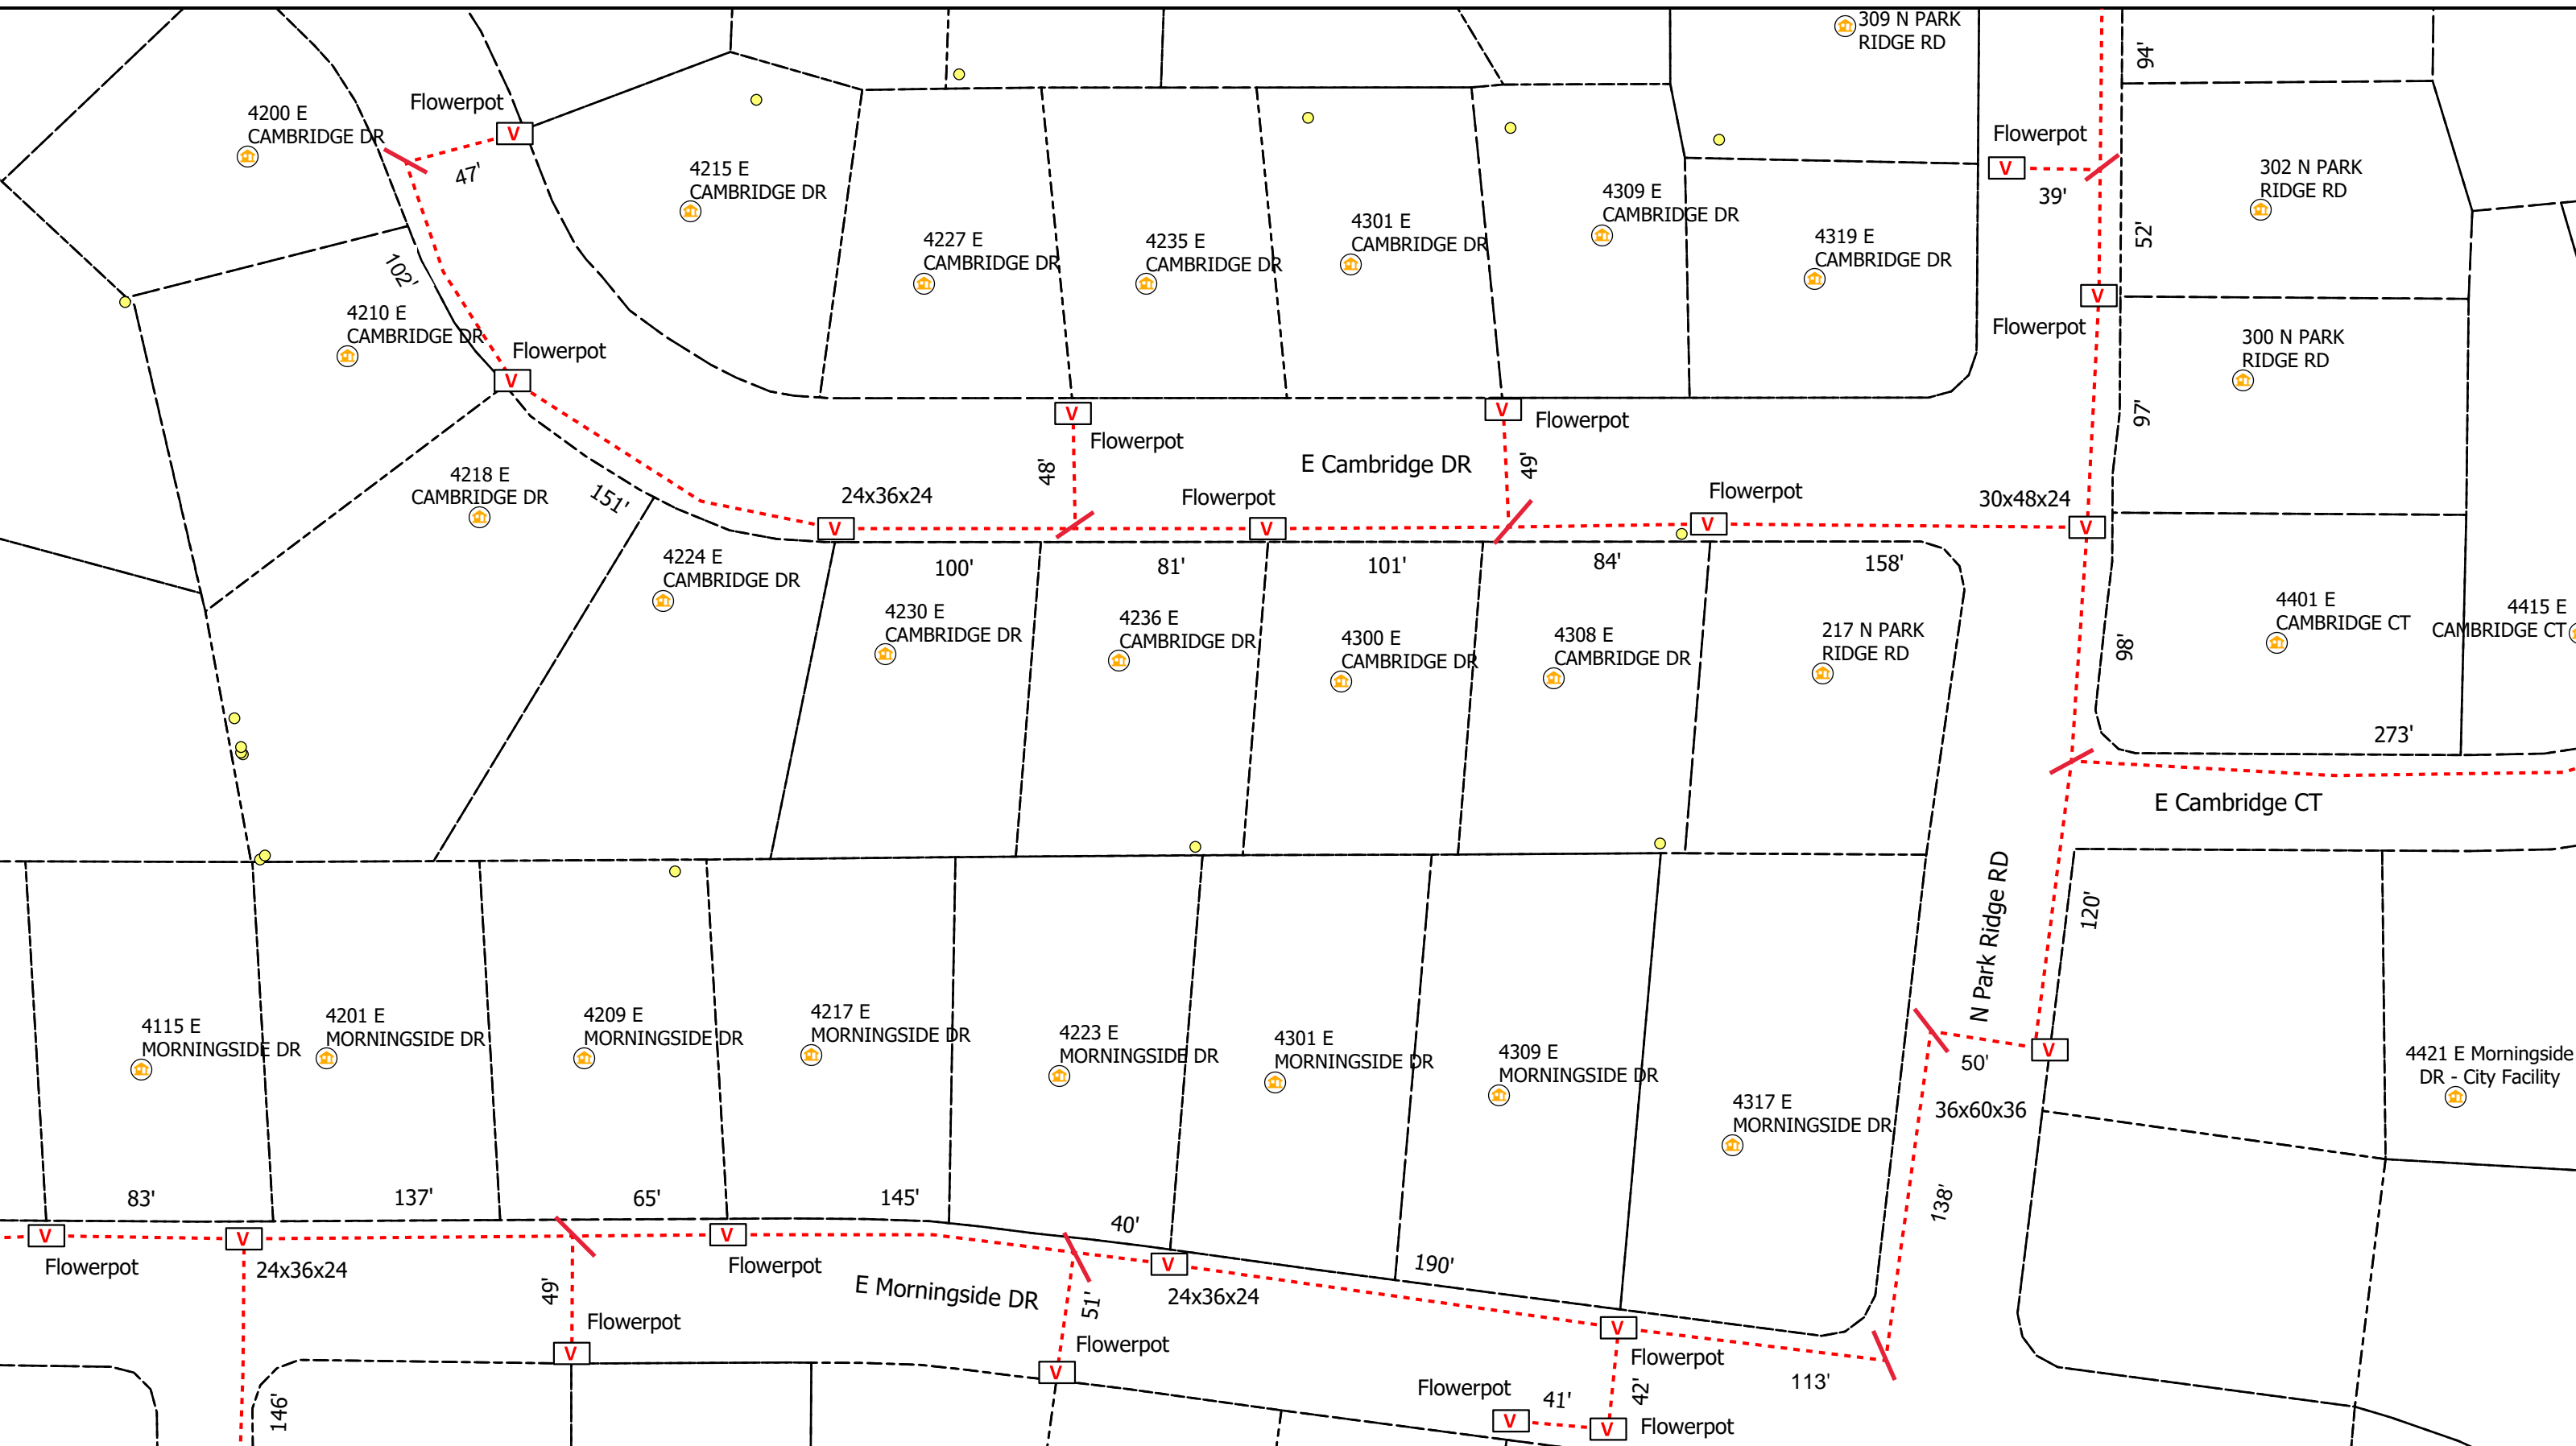 309 N PARK
RIDGE RD
94'
4200 E
CAMBRIDGE DR
Flowerpot
V
47'
4215 E
CAMBRIDGE DR
Flowerpot
V
39'
302 N PARK
RIDGE RD
4309 E
CAMBRIDGE DR
4301 E
CAMBRIDGE DR
4227 E
CAMBRIDGE DR
4235 E
CAMBRIDGE DR
4319 E
CAMBRIDGE DR
52'
102'
4210 E
CAMBRIDGE DR
Flowerpot
V
V
Flowerpot
300 N PARK
RIDGE RD
V
Flowerpot
V
Flowerpot
97'
48'
49'
E Cambridge DR
4218 E
CAMBRIDGE DR
151'
24x36x24
V
Flowerpot
V
Flowerpot
V
30x48x24
V
4224 E
CAMBRIDGE DR
100'
81'
101'
84'
158'
4230 E
CAMBRIDGE DR
4236 E
CAMBRIDGE DR
4300 E
CAMBRIDGE DR
4308 E
CAMBRIDGE DR
217 N PARK
RIDGE RD
98'
4401 E
CAMBRIDGE CT
4415 E
CAMBRIDGE CT
273'
E Cambridge CT
N Park Ridge RD
120'
4115 E
MORNINGSIDE DR
4201 E
MORNINGSIDE DR
4209 E
MORNINGSIDE DR
4217 E
MORNINGSIDE DR
4223 E
MORNINGSIDE DR
4301 E
MORNINGSIDE DR
4309 E
MORNINGSIDE DR
4317 E
MORNINGSIDE DR
V
50'
36x60x36
4421 E Morningside
DR - City Facility
83'
137'
65'
145'
40'
190'
138'
V
Flowerpot
V
24x36x24
V
Flowerpot
E Morningside DR
V
24x36x24
49'
Flowerpot
V
51'
Flowerpot
V
V
Flowerpot
113'
146'
42'
Flowerpot
V
41'
V
Flowerpot